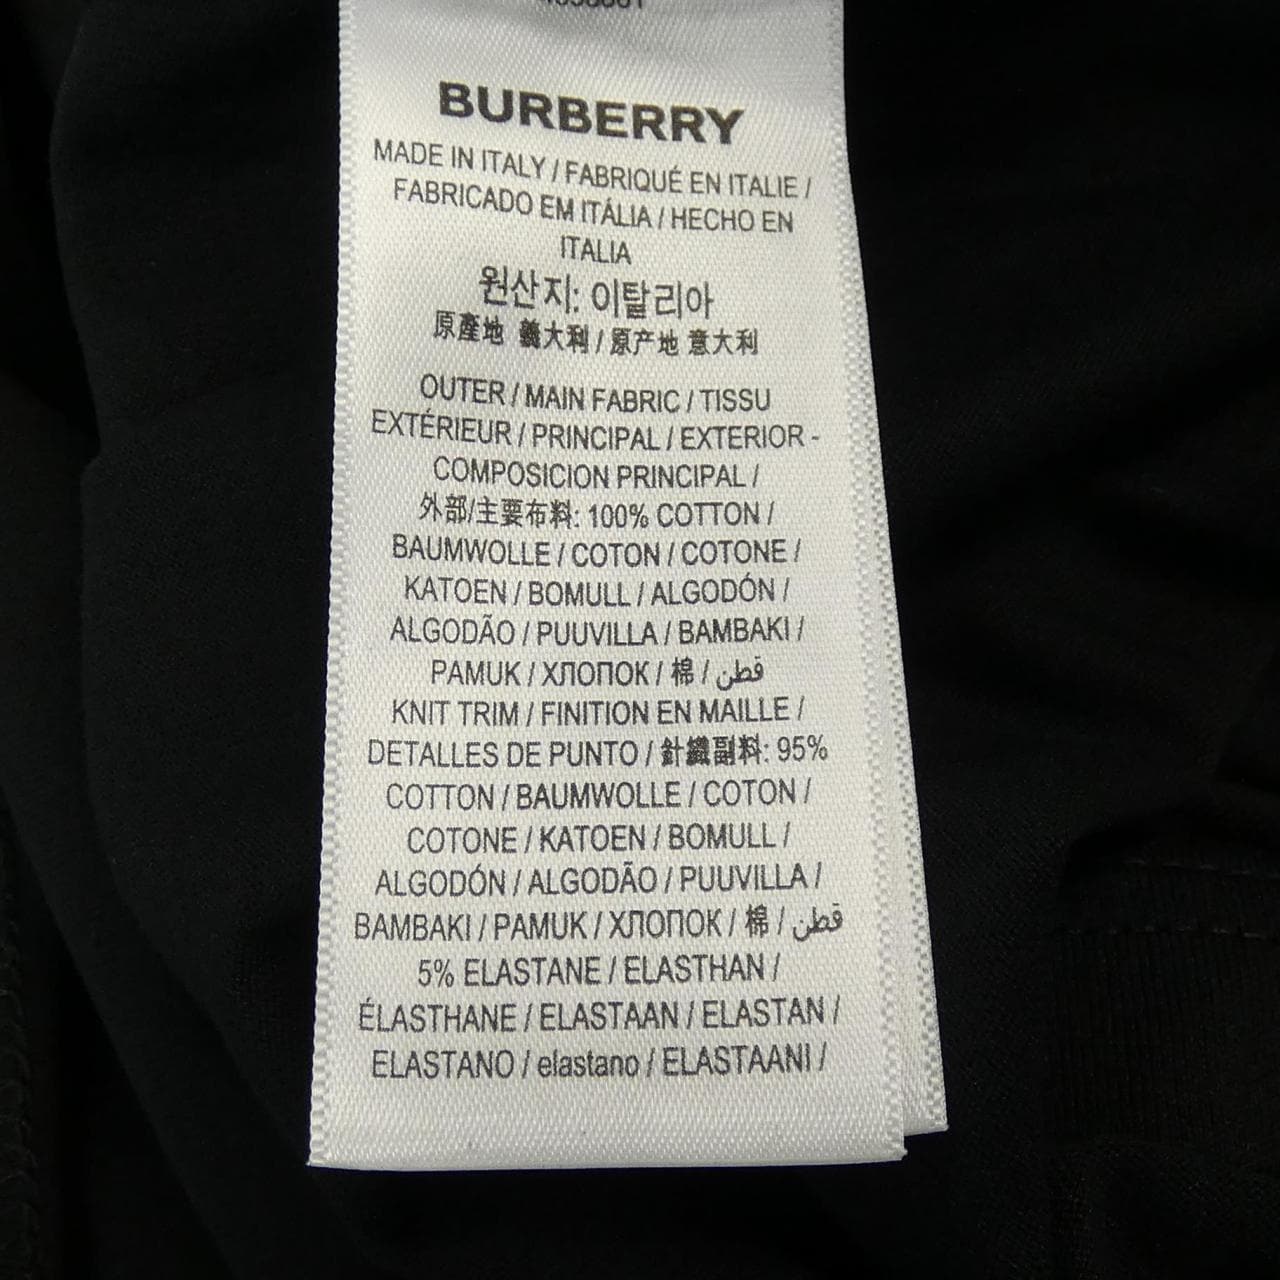 BURBERRY
MADE IN ITALY / FABRIQUÉ EN ITALIE /
FABRICADO EM ITÁLIA / HECHO EN
ITALIA
원산지: 이탈리아
原產地 義大利 / 原产地 意大利
OUTER / MAIN FABRIC / TISSU
EXTÉRIEUR / PRINCIPAL / EXTERIOR -
COMPOSICION PRINCIPAL /
外部/主要布料: 100% COTTON /
BAUMWOLLE / COTON / COTONE /
KATOEN / BOMULL / ALGODÓN /
ALGODÃO / PUUVILLA / BAMBAKI /
PAMUK / ХЛОПОК / 棉 / قطن
KNIT TRIM / FINITION EN MAILLE /
DETALLES DE PUNTO / 針織副料: 95%
COTTON / BAUMWOLLE / COTON /
COTONE / KATOEN / BOMULL /
ALGODÓN / ALGODÃO / PUUVILLA /
BAMBAKI / PAMUK / ХЛОПОК / 棉 / قطن
5% ELASTANE / ELASTHAN /
ÉLASTHANE / ELASTAAN / ELASTAN /
ELASTANO / elastano / ELASTAANI /